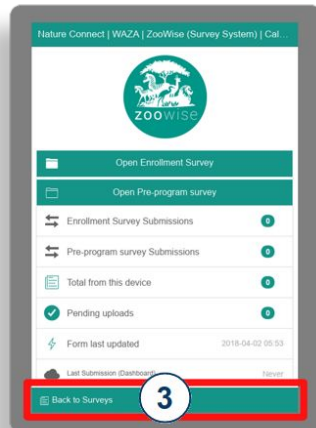 Nature Connect | WAZA | ZooWise (Survey System) | Cal...
ZOOWISE
Open Enrollment Survey
Open Pre-program survey
Enrollment Survey Submissions 0
Pre-program survey Submissions 0
Total from this device 0
Pending uploads 0
Form last updated 2018-04-02 05:53
Last Submission (Dashboard) Never
Back to Surveys 3